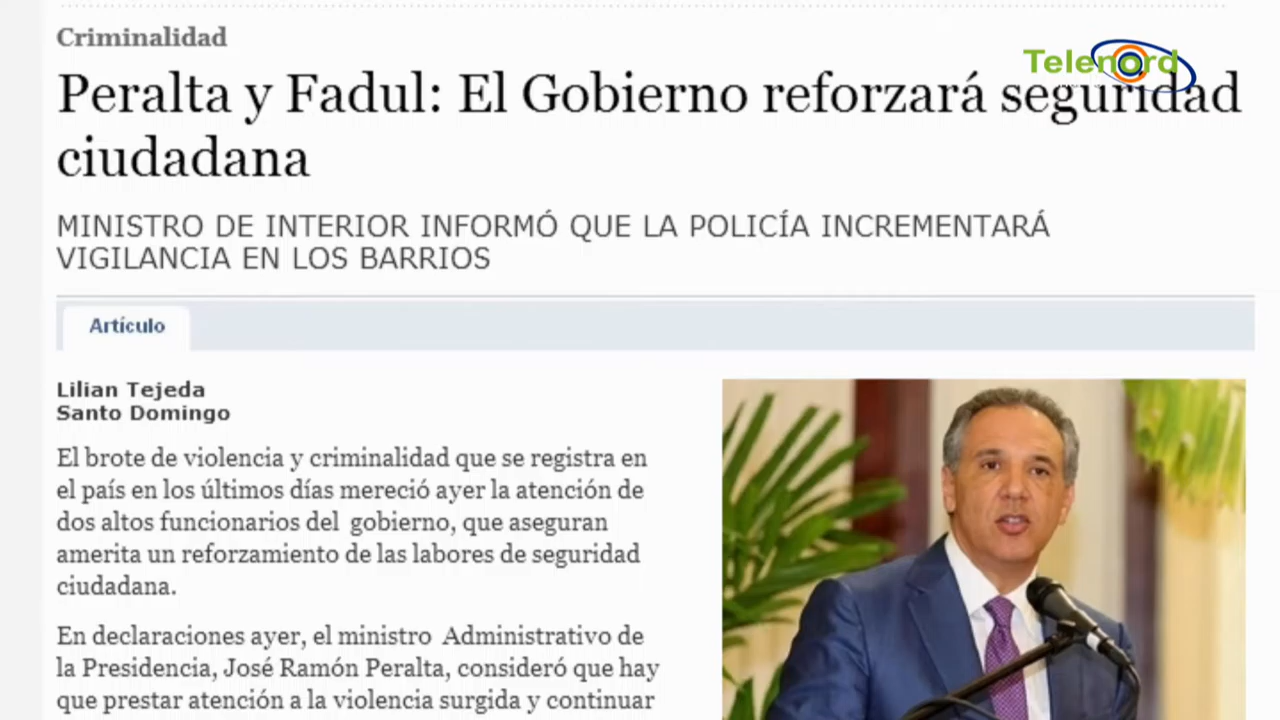 Criminalidad
Telenord
Peralta y Fadul: El Gobierno reforzará seguridad
ciudadana
MINISTRO DE INTERIOR INFORMÓ QUE LA POLICÍA INCREMENTARÁ
VIGILANCIA EN LOS BARRIOS
Artículo
Lilian Tejeda
Santo Domingo
El brote de violencia y criminalidad que se registra en
el país en los últimos días mereció ayer la atención de
dos altos funcionarios del gobierno, que aseguran
amerita un reforzamiento de las labores de seguridad
ciudadana.
En declaraciones ayer, el ministro Administrativo de
la Presidencia, José Ramón Peralta, consideró que hay
que prestar atención a la violencia surgida y continuar